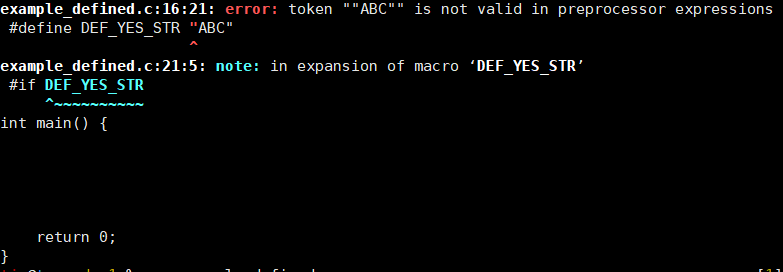 example_defined.c:16:21: error: token ""ABC"" is not valid in preprocessor expressions
#define DEF_YES_STR "ABC"
^
example_defined.c:21:5: note: in expansion of macro ‘DEF_YES_STR’
#if DEF_YES_STR
^~~~~~~~~~~
int main() {
return 0;
}